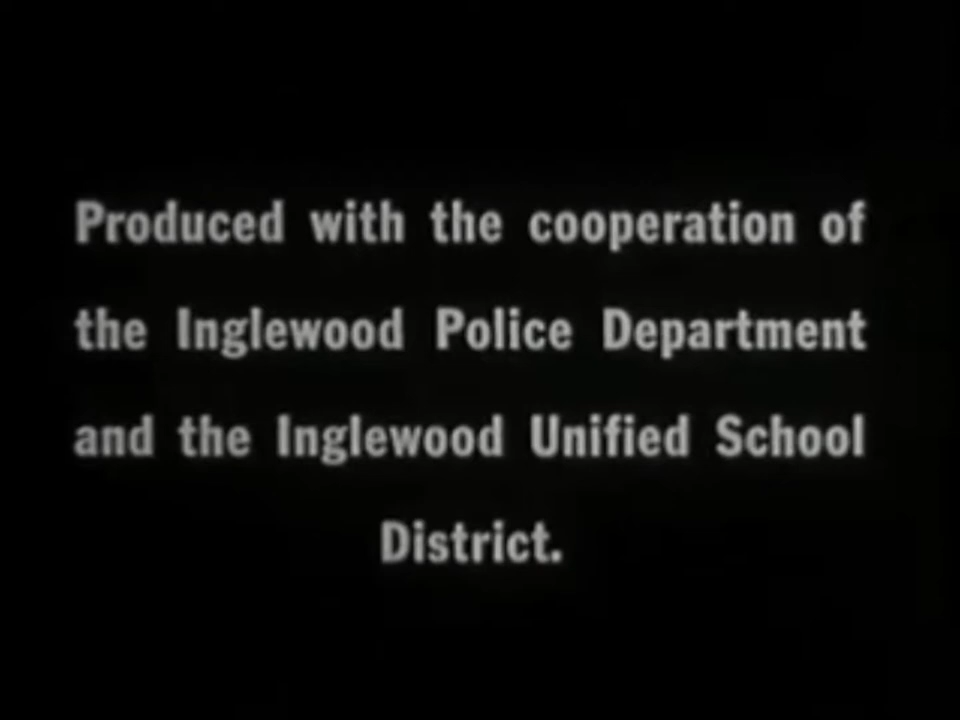 Produced with the cooperation of
the Inglewood Police Department
and the Inglewood Unified School
District.